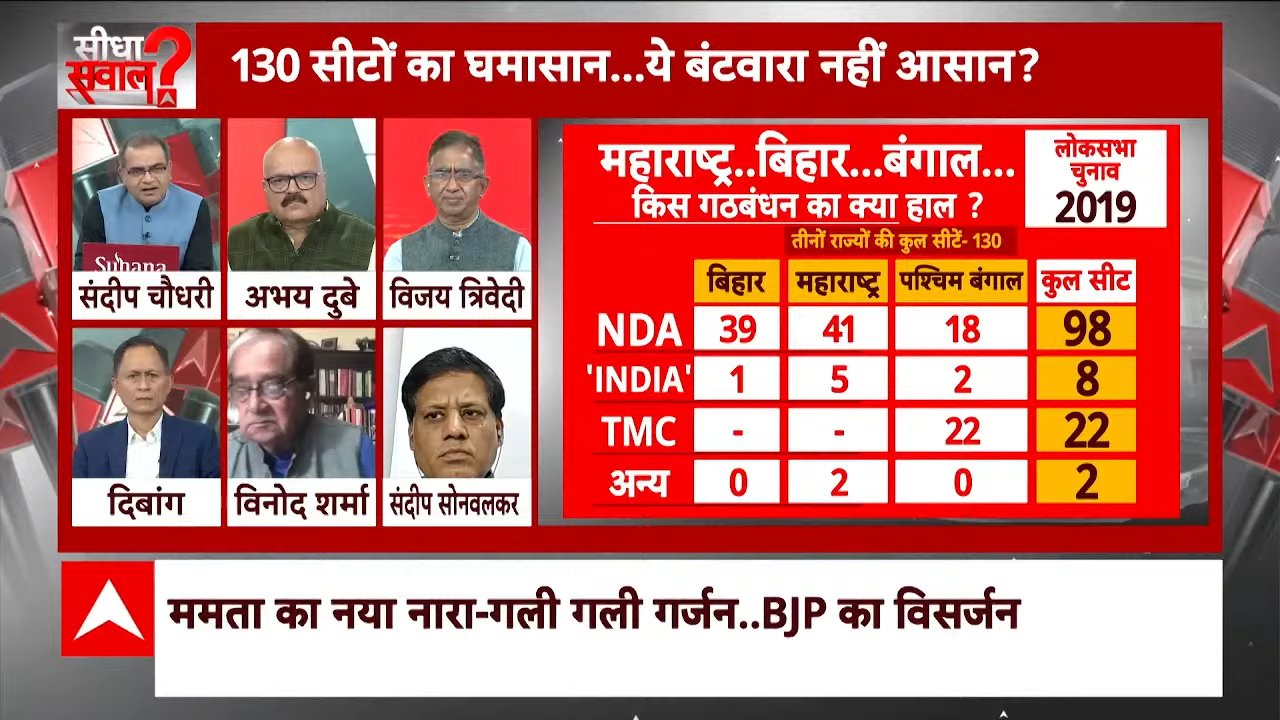 सीधा
सवाल?
130 सीटों का घमासान...ये बंटवारा नहीं आसान?
Suhana
संदीप चौधरी
अभय दुबे
विजय त्रिवेदी
दिबांग
विनोद शर्मा
संदीप सोनवलकर
महाराष्ट्र..बिहार...बंगाल...
किस गठबंधन का क्या हाल ?
लोकसभा
चुनाव
2019
तीनों राज्यों की कुल सीटें- 130
बिहार महाराष्ट्र पश्चिम बंगाल कुल सीट
NDA 39 41 18 98
'INDIA' 1 5 2 8
TMC - - 22 22
अन्य 0 2 0 2
ममता का नया नारा-गली गली गर्जन..BJP का विसर्जन